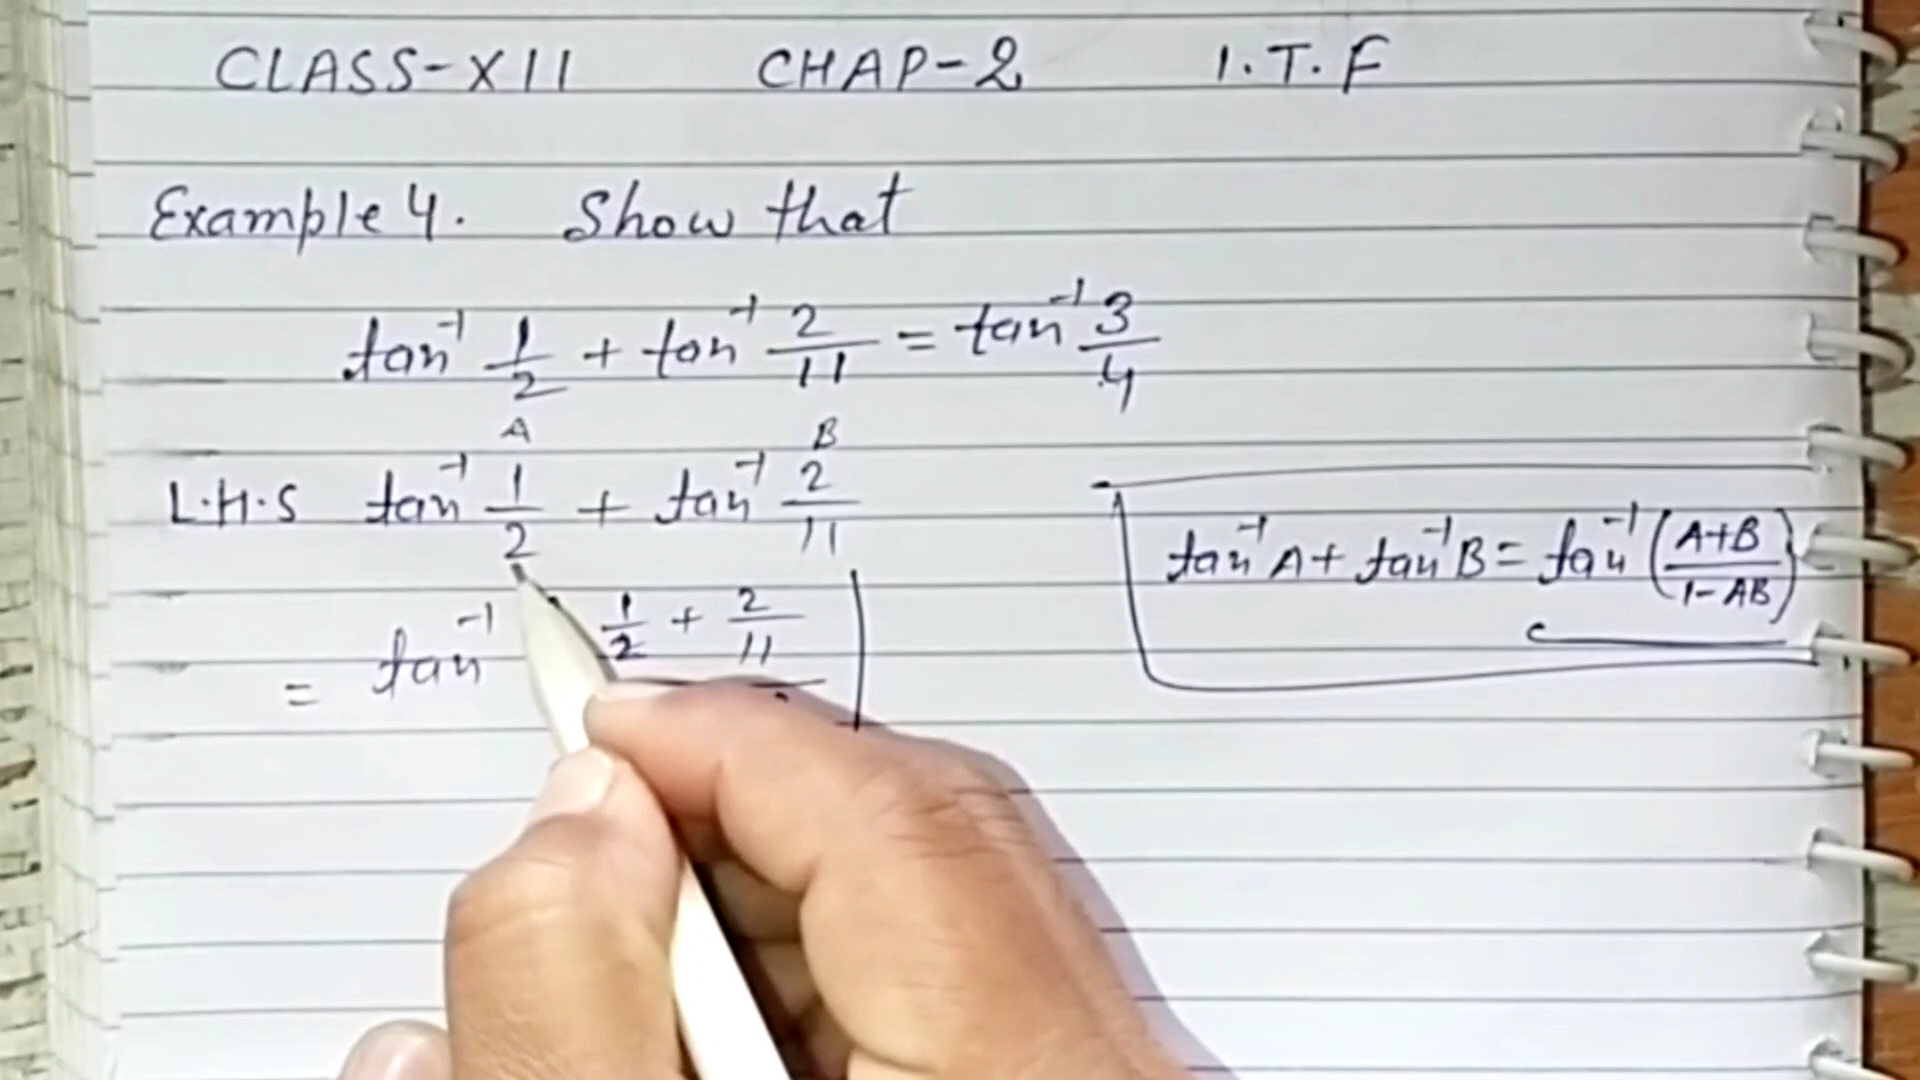 CLASS-XII CHAP-2 I.T.F
Example 4. Show that
tan⁻¹ 1/2 + tan⁻¹ 2/11 = tan⁻¹ 3/4
A B
L.H.S tan⁻¹ 1/2 + tan⁻¹ 2/11
tan⁻¹A + tan⁻¹B = tan⁻¹(A+B/1-AB)
= tan⁻¹ 1/2 + 2/11